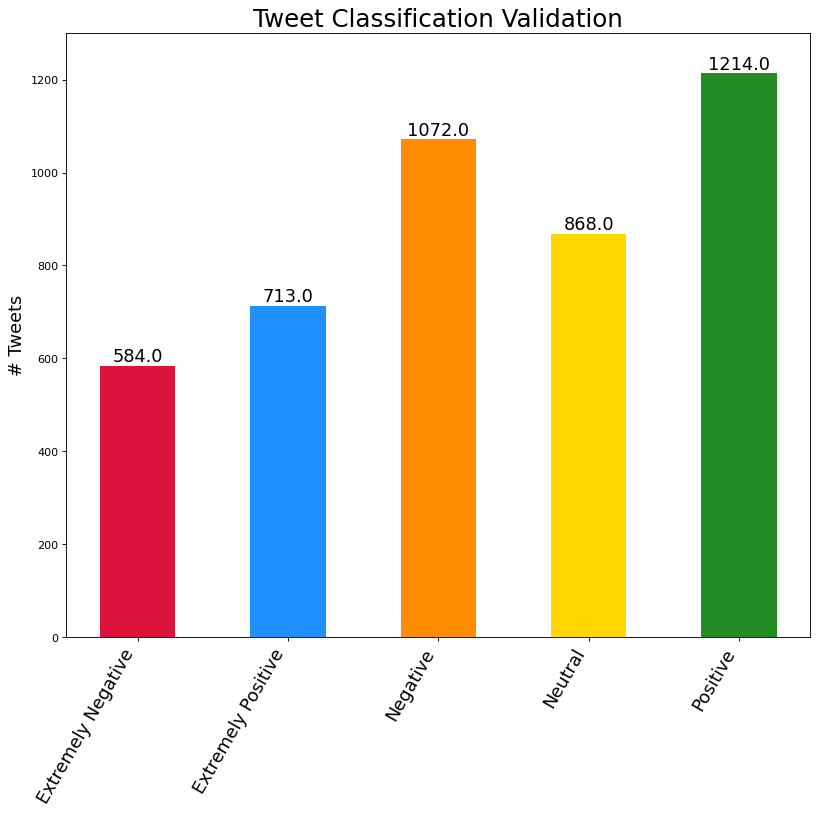 Tweet Classification Validation
# Tweets
1200
1000
800
600
400
200
0
584.0
713.0
1072.0
868.0
1214.0
Extremely Negative
Extremely Positive
Negative
Neutral
Positive